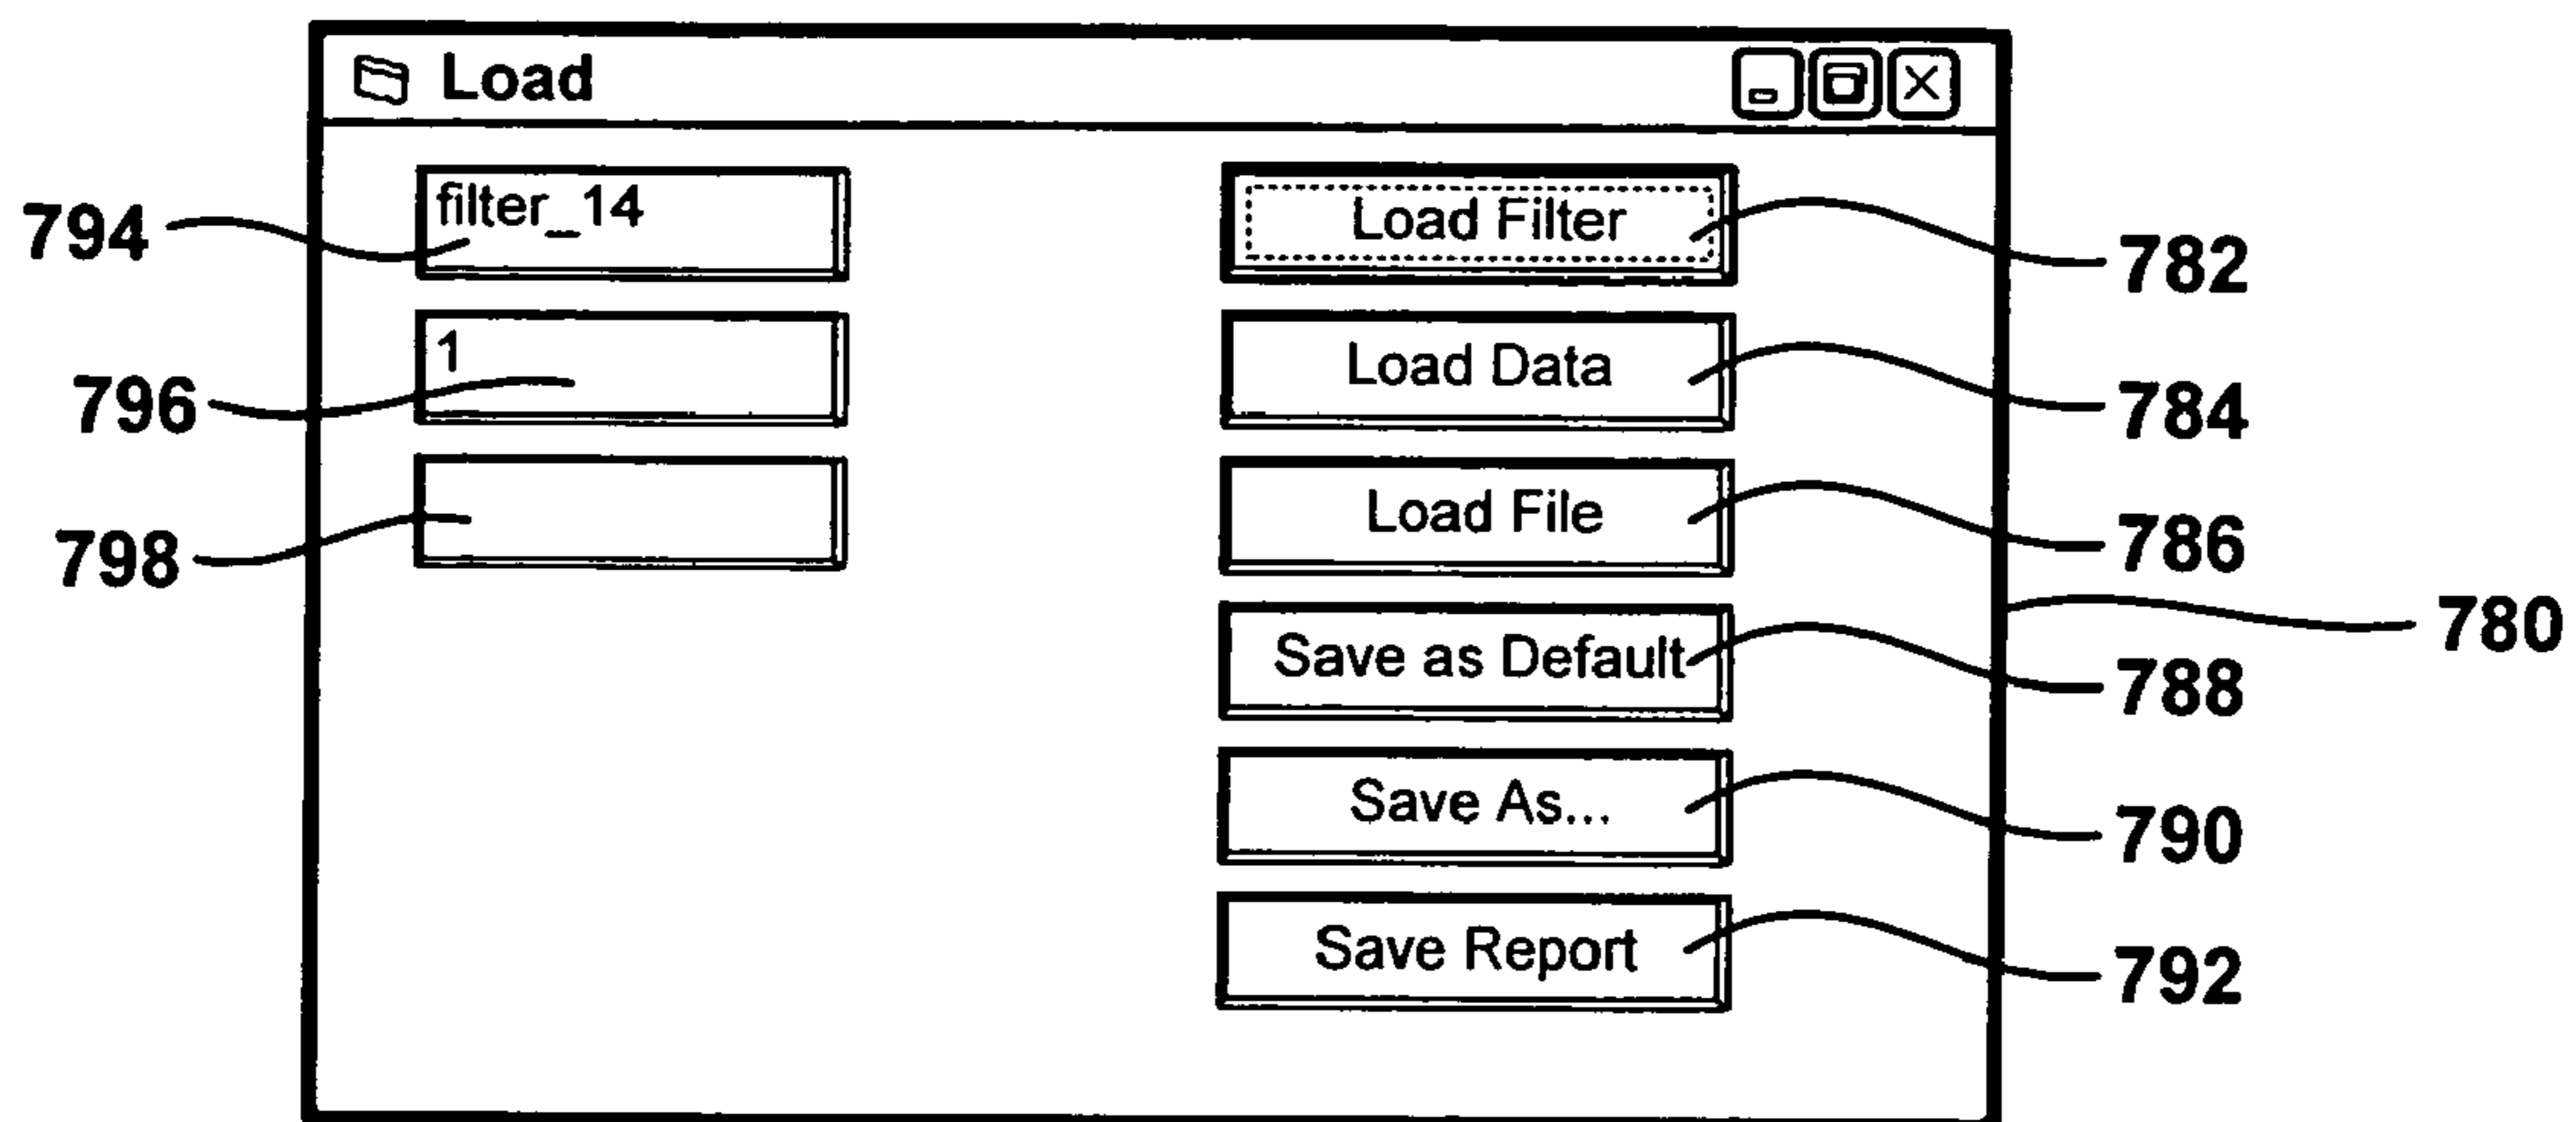 Load
794
filter_14
Load Filter
782
796
1
Load Data
784
798
Load File
786
780
Save as Default
788
Save As...
790
Save Report
792